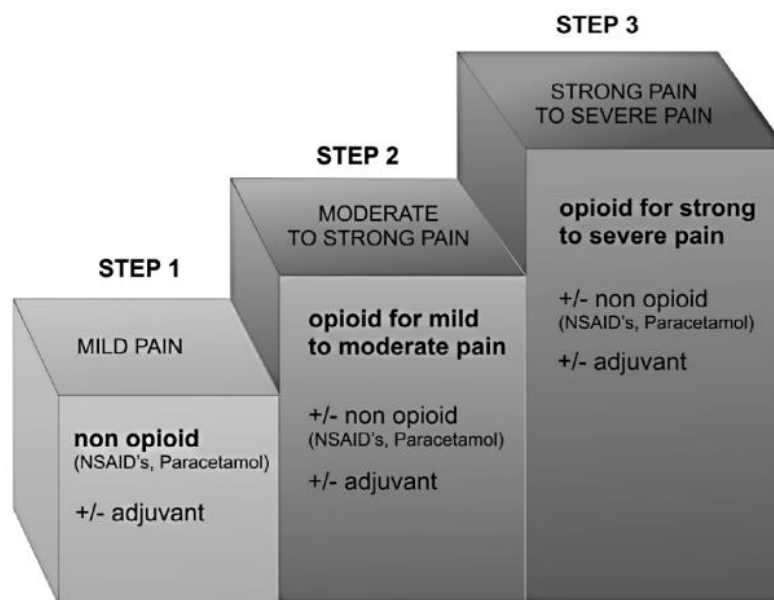 STEP 1
MILD PAIN
non opioid
(NSAID's, Paracetamol)
+/- adjuvant
STEP 2
MODERATE
TO STRONG PAIN
opioid for mild
to moderate pain
+/- non opioid
(NSAID's, Paracetamol)
+/- adjuvant
STEP 3
STRONG PAIN
TO SEVERE PAIN
opioid for strong
to severe pain
+/- non opioid
(NSAID's, Paracetamol)
+/- adjuvant